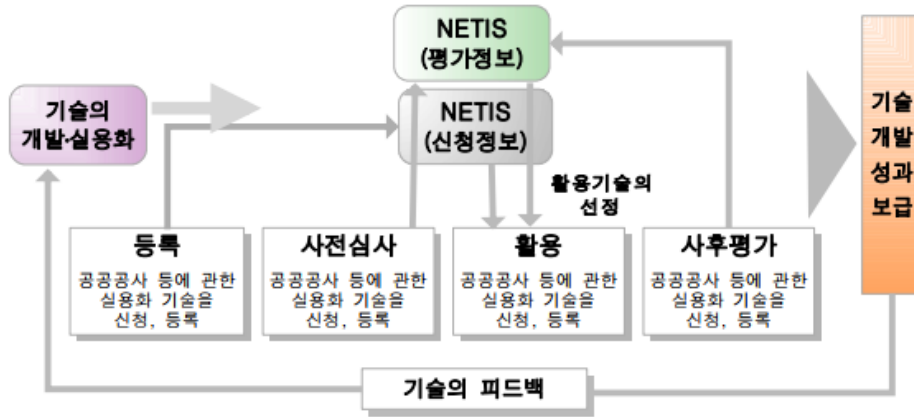 NETIS
(평가정보)
기술의
개발·실용화
NETIS
(신청정보)
활용기술의
선정
기술
개발
성과
보급
등록
공공공사 등에 관한
실용화 기술을
신청, 등록
사전심사
공공공사 등에 관한
실용화 기술을
신청, 등록
활용
공공공사 등에 관한
실용화 기술을
신청, 등록
사후평가
공공공사 등에 관한
실용화 기술을
신청, 등록
기술의 피드백